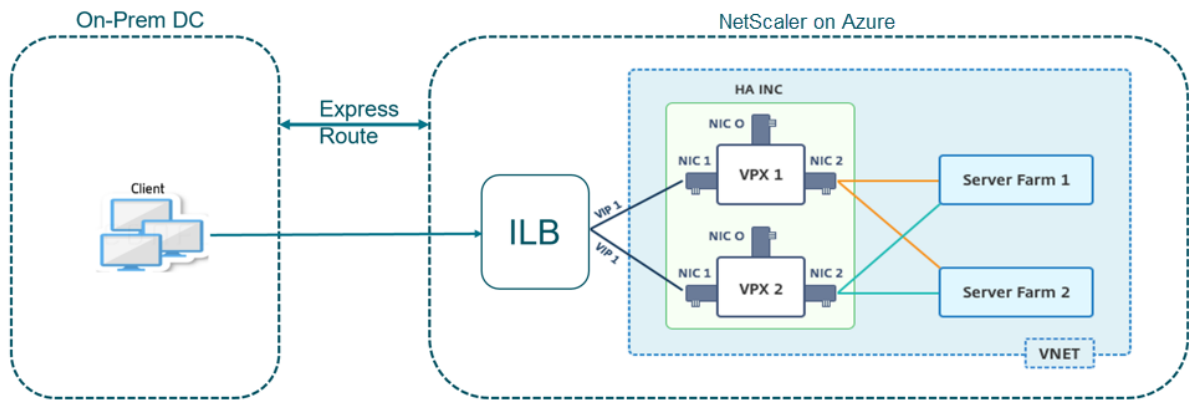 On-Prem DC
NetScaler on Azure
Express
Route
Client
ILB
VIP 1
VIP 1
HA INC
NIC O
NIC 1
VPX 1
NIC 2
NIC O
NIC 1
VPX 2
NIC 2
Server Farm 1
Server Farm 2
VNET